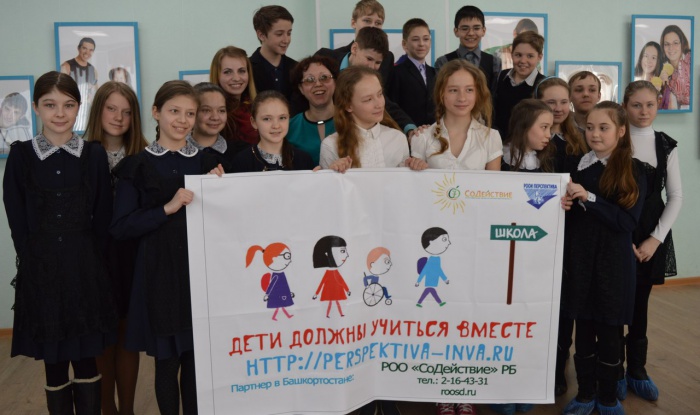 СоДействие
РООИ ПЕРСПЕКТИВА
ШКОЛА
ДЕТИ ДОЛЖНЫ УЧИТЬСЯ ВМЕСТЕ
HTTP://PERSPEKTIVA-INVA.RU
Партнер в Башкортостане:
РОО «СоДействие» РБ
тел.: 2-16-43-31
roosd.ru